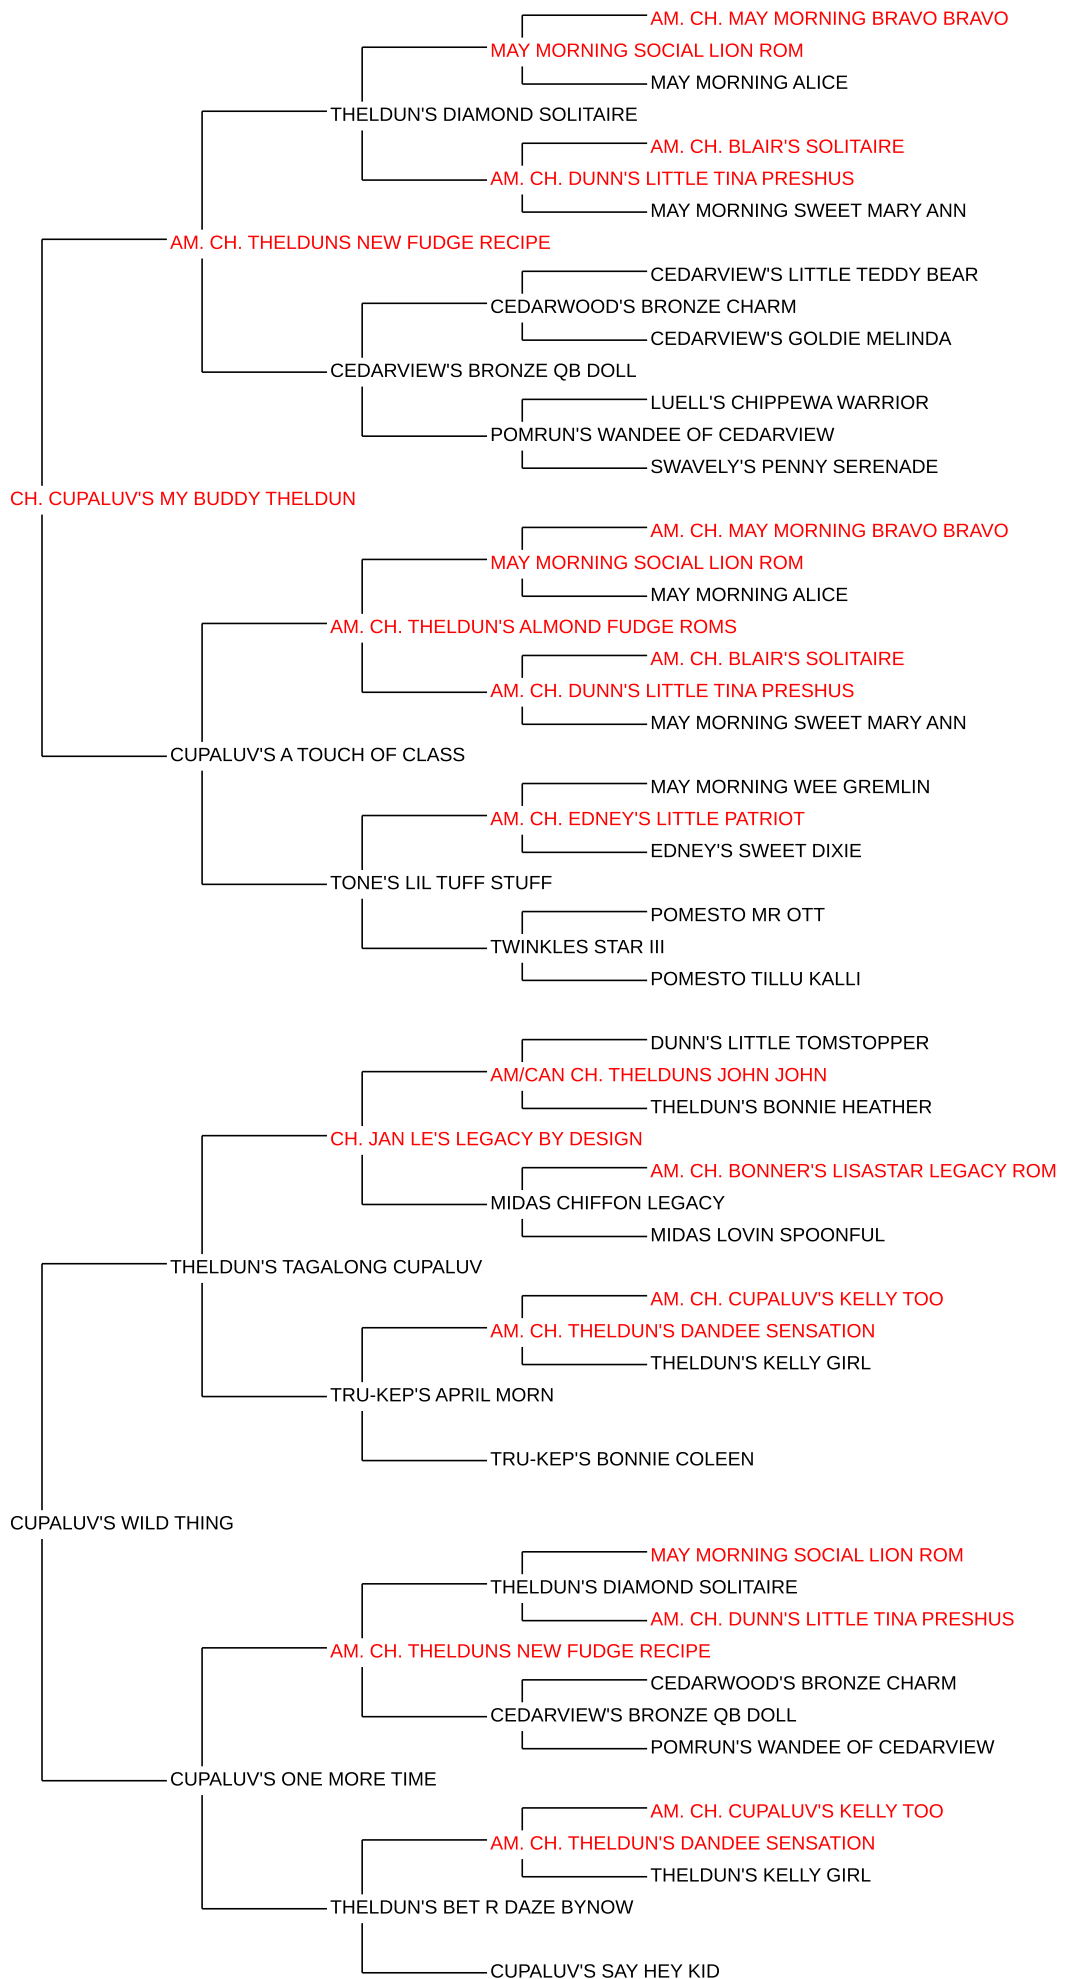 AM. CH. MAY MORNING BRAVO BRAVO
MAY MORNING SOCIAL LION ROM
MAY MORNING ALICE
THELDUN'S DIAMOND SOLITAIRE
AM. CH. BLAIR'S SOLITAIRE
AM. CH. DUNN'S LITTLE TINA PRESHUS
MAY MORNING SWEET MARY ANN
AM. CH. THELDUNS NEW FUDGE RECIPE
CEDARVIEW'S LITTLE TEDDY BEAR
CEDARWOOD'S BRONZE CHARM
CEDARVIEW'S GOLDIE MELINDA
CEDARVIEW'S BRONZE QB DOLL
LUELL'S CHIPPEWA WARRIOR
POMRUN'S WANDEE OF CEDARVIEW
SWAVELY'S PENNY SERENADE
CH. CUPALUV'S MY BUDDY THELDUN
AM. CH. MAY MORNING BRAVO BRAVO
MAY MORNING SOCIAL LION ROM
MAY MORNING ALICE
AM. CH. THELDUN'S ALMOND FUDGE ROMS
AM. CH. BLAIR'S SOLITAIRE
AM. CH. DUNN'S LITTLE TINA PRESHUS
MAY MORNING SWEET MARY ANN
CUPALUV'S A TOUCH OF CLASS
MAY MORNING WEE GREMLIN
AM. CH. EDNEY'S LITTLE PATRIOT
EDNEY'S SWEET DIXIE
TONE'S LIL TUFF STUFF
POMESTO MR OTT
TWINKLES STAR III
POMESTO TILLU KALLI
DUNN'S LITTLE TOMSTOPPER
AM/CAN CH. THELDUNS JOHN JOHN
THELDUN'S BONNIE HEATHER
CH. JAN LE'S LEGACY BY DESIGN
AM. CH. BONNER'S LISASTAR LEGACY ROM
MIDAS CHIFFON LEGACY
MIDAS LOVIN SPOONFUL
THELDUN'S TAGALONG CUPALUV
AM. CH. CUPALUV'S KELLY TOO
AM. CH. THELDUN'S DANDEE SENSATION
THELDUN'S KELLY GIRL
TRU-KEP'S APRIL MORN
TRU-KEP'S BONNIE COLEEN
CUPALUV'S WILD THING
MAY MORNING SOCIAL LION ROM
THELDUN'S DIAMOND SOLITAIRE
AM. CH. DUNN'S LITTLE TINA PRESHUS
AM. CH. THELDUNS NEW FUDGE RECIPE
CEDARWOOD'S BRONZE CHARM
CEDARVIEW'S BRONZE QB DOLL
POMRUN'S WANDEE OF CEDARVIEW
CUPALUV'S ONE MORE TIME
AM. CH. CUPALUV'S KELLY TOO
AM. CH. THELDUN'S DANDEE SENSATION
THELDUN'S KELLY GIRL
THELDUN'S BET R DAZE BYNOW
CUPALUV'S SAY HEY KID